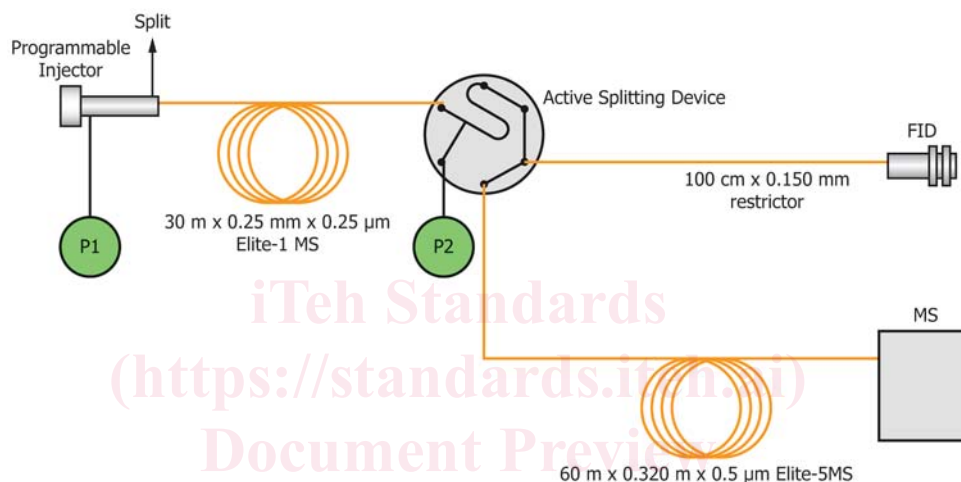 Split
Programmable
Injector
Active Splitting Device
FID
100 cm x 0.150 mm
restrictor
30 m x 0.25 mm x 0.25 µm
Elite-1 MS
P1
P2
iTeh Standards
MS
(https://standards.iteh.ai)
Document Preview
60 m x 0.320 m x 0.5 µm Elite-5MS